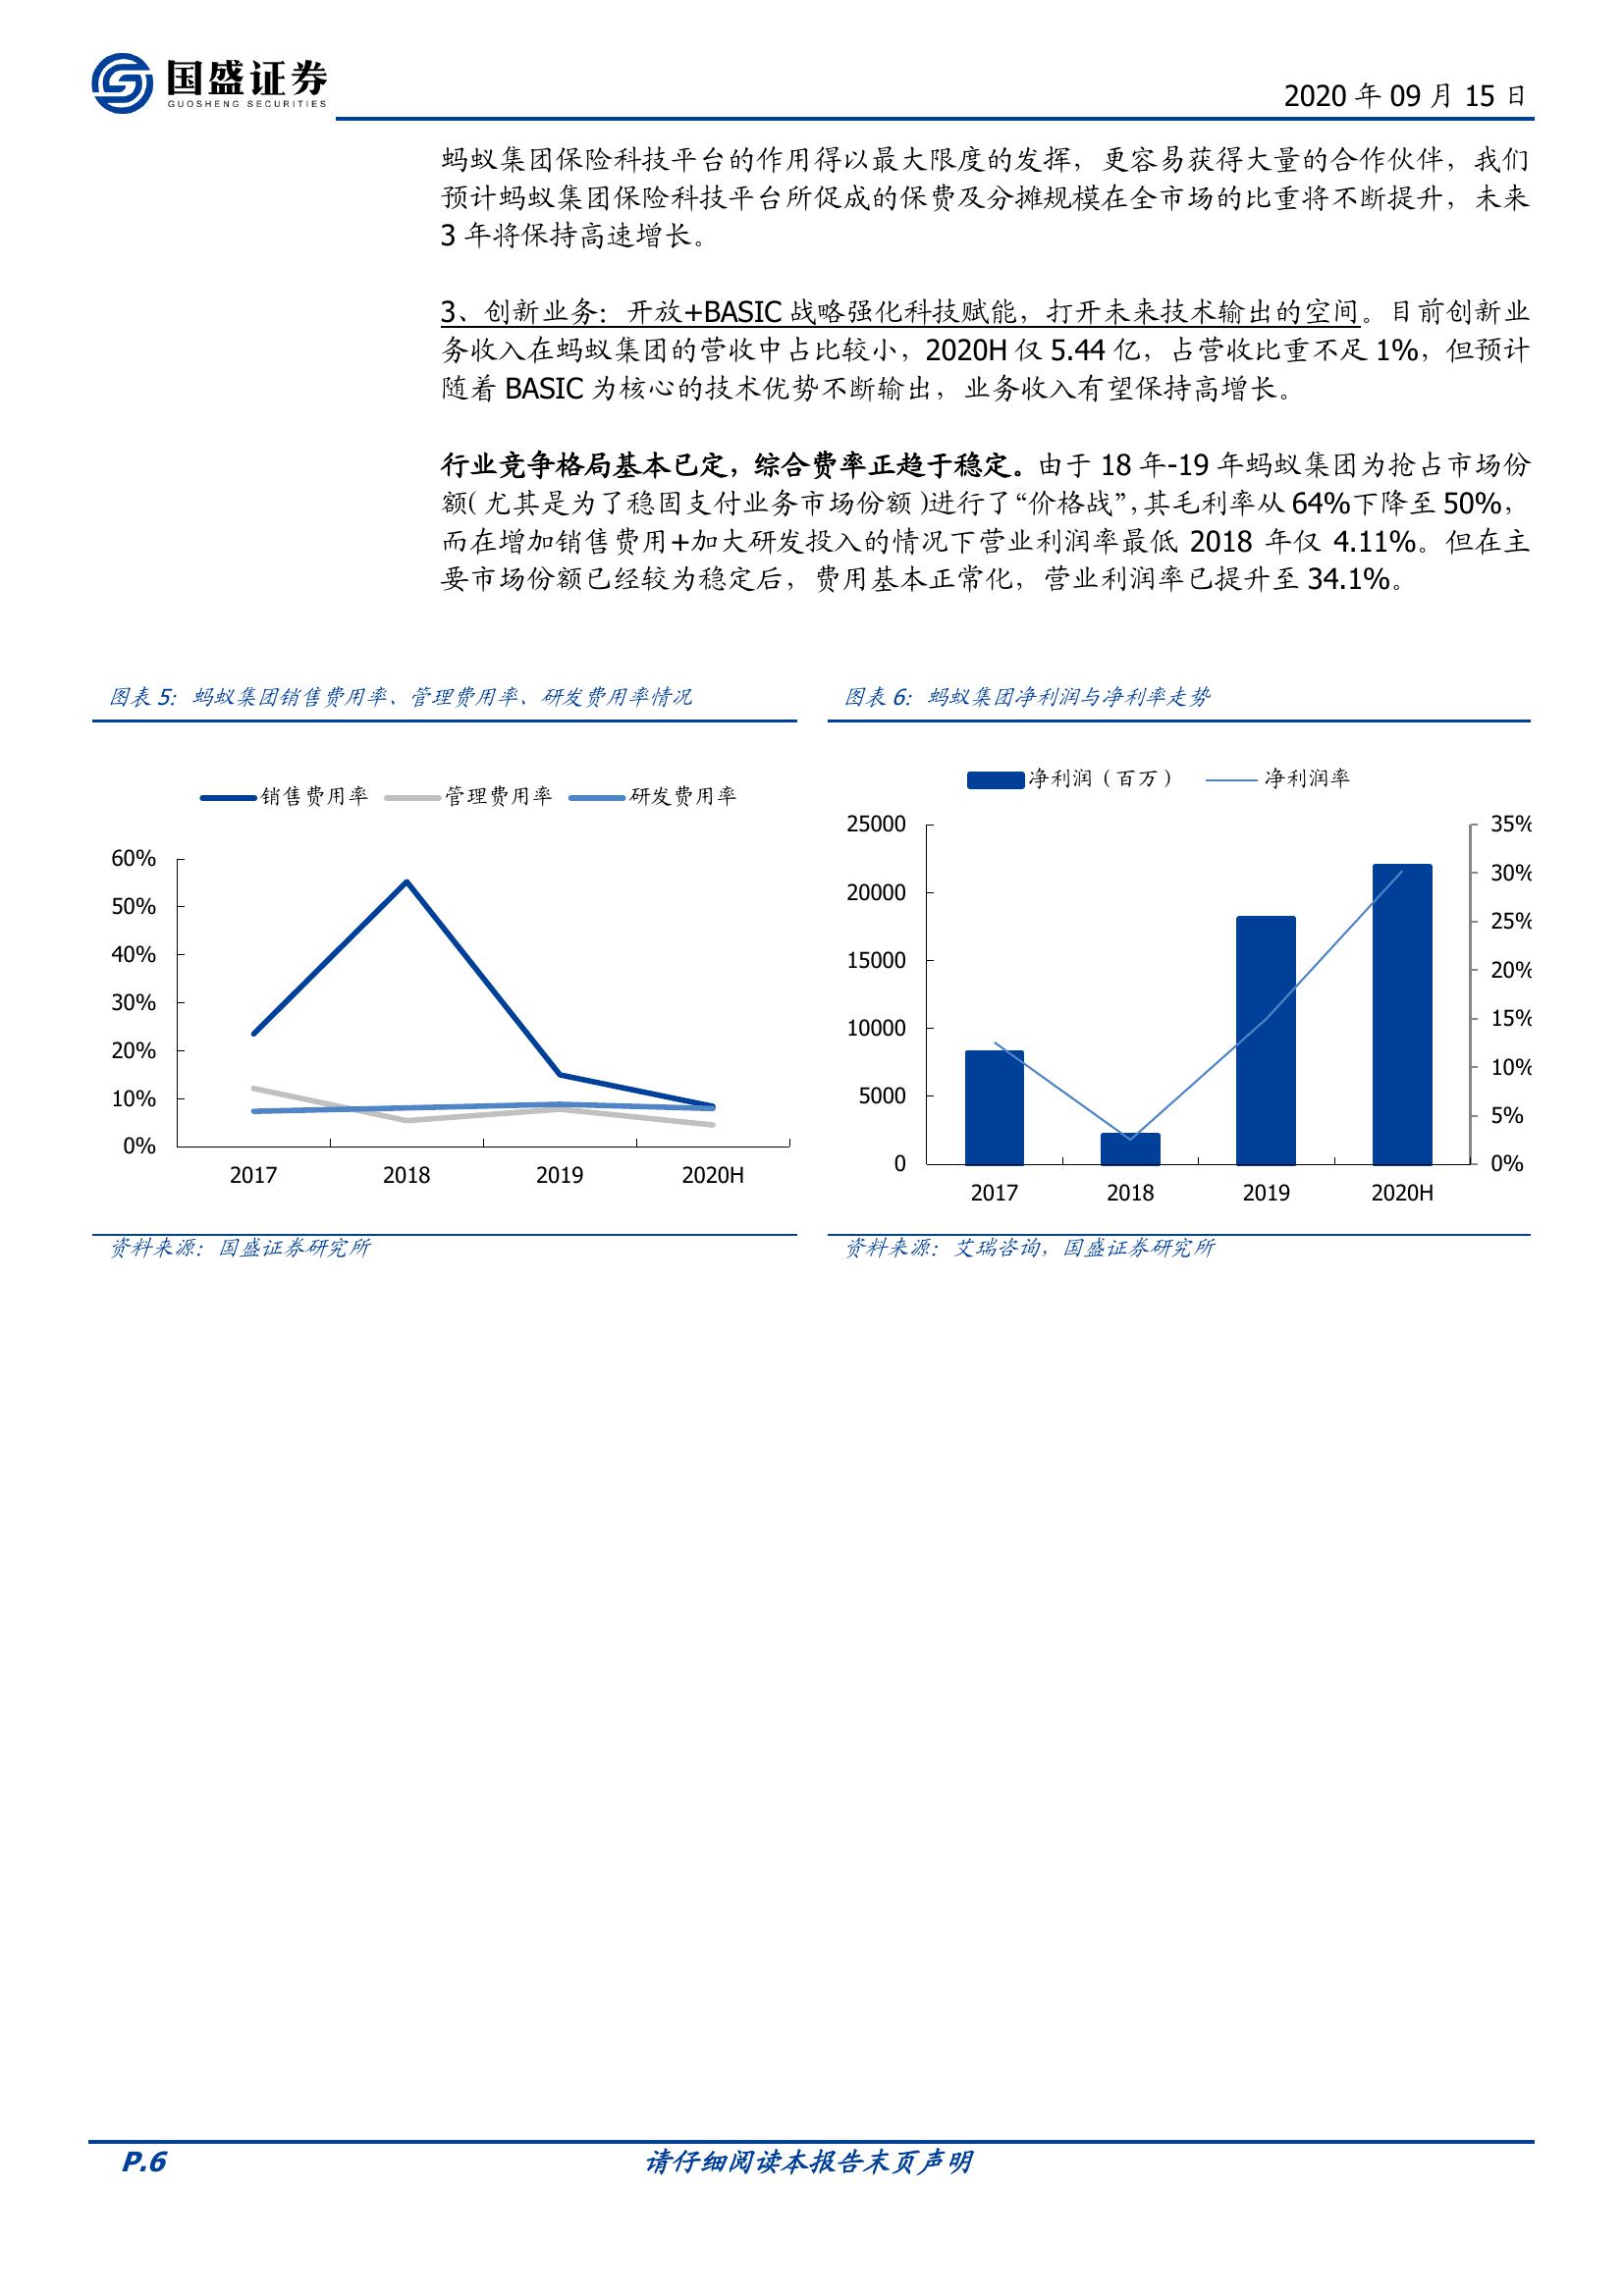 国盛证券
GUOSHENG SECURITIES
2020 年 09 月 15 日
蚂蚁集团保险科技平台的作用得以最大限度的发挥，更容易获得大量的合作伙伴，我们
预计蚂蚁集团保险科技平台所促成的保费及分摊规模在全市场的比重将不断提升，未来
3 年将保持高速增长。
3、创新业务：开放+BASIC 战略强化科技赋能，打开未来技术输出的空间。目前创新业
务收入在蚂蚁集团的营收中占比较小，2020H 仅 5.44 亿，占营收比重不足 1%，但预计
随着 BASIC 为核心的技术优势不断输出，业务收入有望保持高增长。
行业竞争格局基本已定，综合费率正趋于稳定。由于 18 年-19 年蚂蚁集团为抢占市场份
额（尤其是为了稳固支付业务市场份额）进行了“价格战”，其毛利率从 64%下降至 50%，
而在增加销售费用+加大研发投入的情况下营业利润率最低 2018 年仅 4.11%。但在主
要市场份额已经较为稳定后，费用基本正常化，营业利润率已提升至 34.1%。
图表 5：蚂蚁集团销售费用率、管理费用率、研发费用率情况
销售费用率 管理费用率 研发费用率
60%
50%
40%
30%
20%
10%
0%
2017 2018 2019 2020H
资料来源：国盛证券研究所
图表 6：蚂蚁集团净利润与净利率走势
净利润（百万） 净利润率
25000 35%
20000 30%
15000 25%
10000 20%
5000 15%
0 10%
5%
0%
2017 2018 2019 2020H
资料来源：艾瑞咨询，国盛证券研究所
P.6 请仔细阅读本报告末页声明